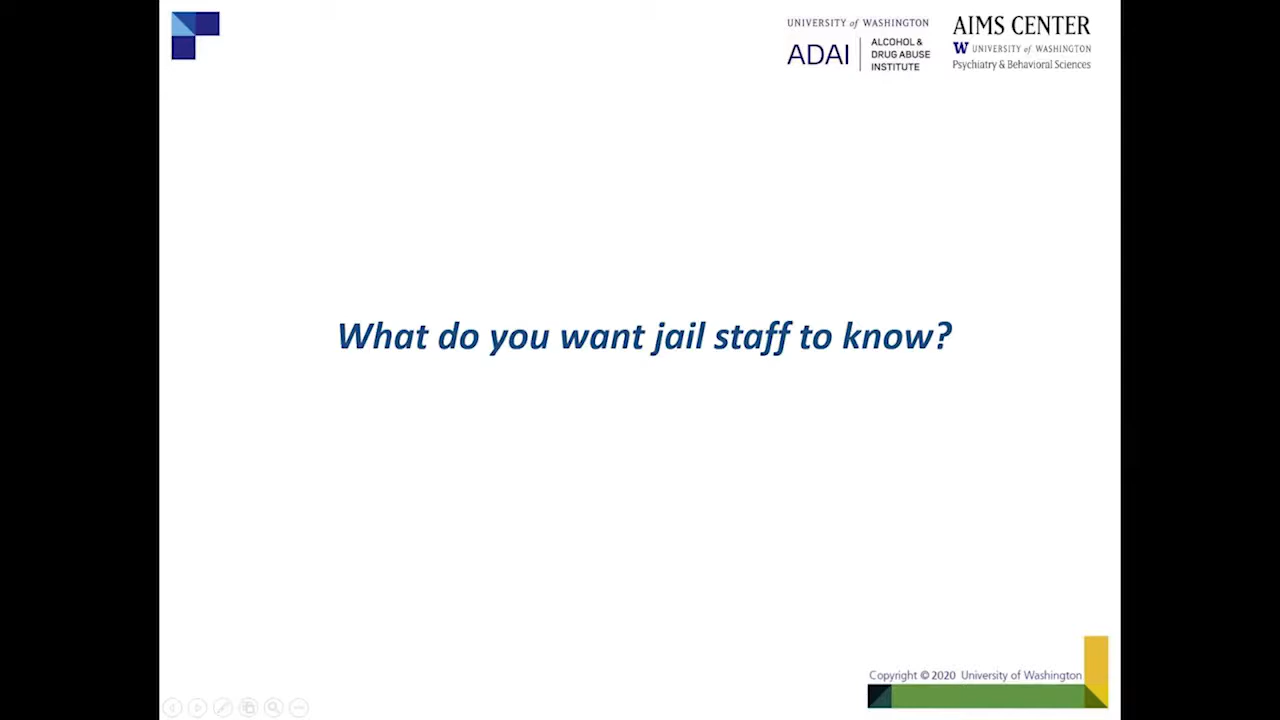 UNIVERSITY of WASHINGTON
ADAI
ALCOHOL &
DRUG ABUSE
INSTITUTE
AIMS CENTER
W UNIVERSITY of WASHINGTON
Psychiatry & Behavioral Sciences
What do you want jail staff to know?
Copyright © 2020 University of Washington